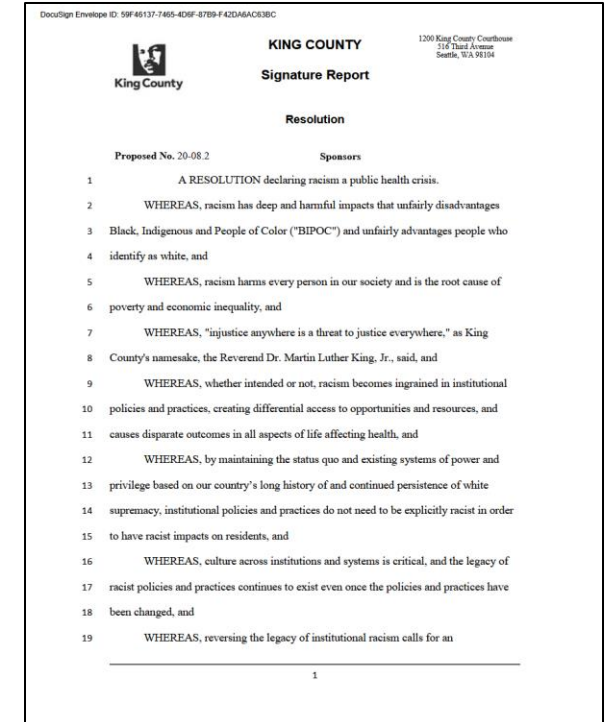 DocuSign Envelope ID: 59F46137-7465-4D6F-87B9-F42DA6AC63BC
King County
KING COUNTY
Signature Report
1200 King County Courthouse
516 Third Avenue
Seattle, WA 98104
Resolution
Proposed No. 20-08.2 Sponsors
1 A RESOLUTION declaring racism a public health crisis.
2 WHEREAS, racism has deep and harmful impacts that unfairly disadvantages
3 Black, Indigenous and People of Color ("BIPOC") and unfairly advantages people who
4 identify as white, and
5 WHEREAS, racism harms every person in our society and is the root cause of
6 poverty and economic inequality, and
7 WHEREAS, "injustice anywhere is a threat to justice everywhere," as King
8 County's namesake, the Reverend Dr. Martin Luther King, Jr., said, and
9 WHEREAS, whether intended or not, racism becomes ingrained in institutional
10 policies and practices, creating differential access to opportunities and resources, and
11 causes disparate outcomes in all aspects of life affecting health, and
12 WHEREAS, by maintaining the status quo and existing systems of power and
13 privilege based on our country's long history of and continued persistence of white
14 supremacy, institutional policies and practices do not need to be explicitly racist in order
15 to have racist impacts on residents, and
16 WHEREAS, culture across institutions and systems is critical, and the legacy of
17 racist policies and practices continues to exist even once the policies and practices have
18 been changed, and
19 WHEREAS, reversing the legacy of institutional racism calls for an
1